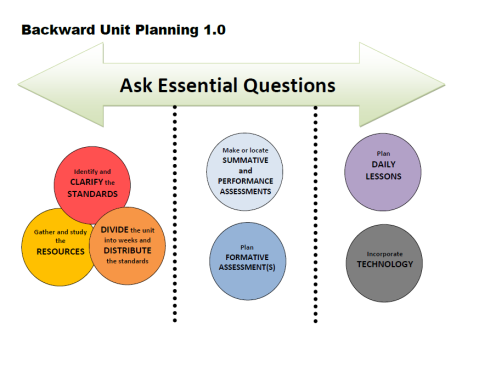 Backward Unit Planning 1.0
Ask Essential Questions
Identify and
CLARIFY the
STANDARDS
Gather and study
the
RESOURCES
DIVIDE the unit
into weeks and
DISTRIBUTE
the standards
Make or locate
SUMMATIVE
and
PERFORMANCE
ASSESSMENTS
Plan
FORMATIVE
ASSESSMENT(S)
Plan
DAILY
LESSONS
Incorporate
TECHNOLOGY